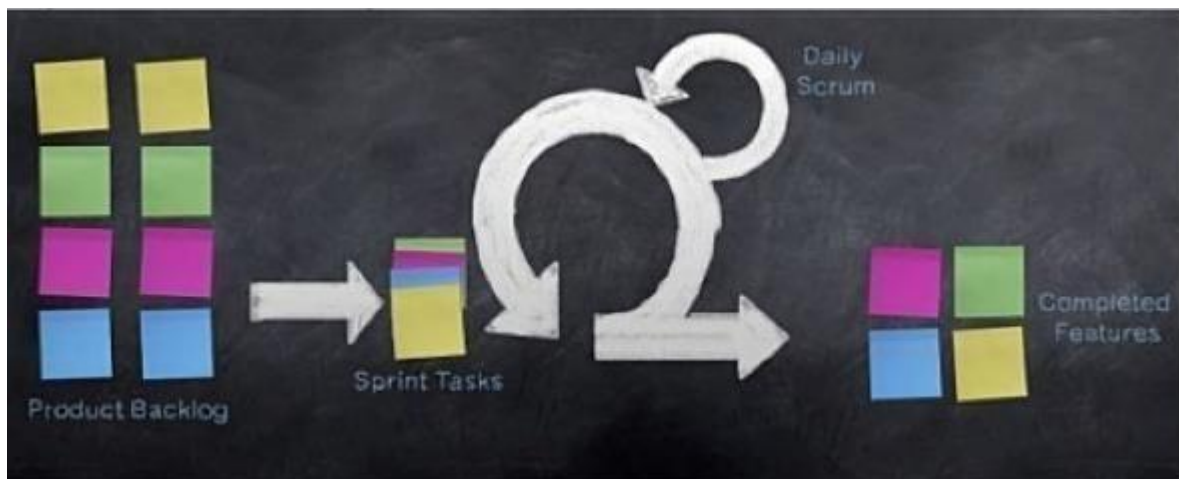 Daily
Scrum
Completed
Features
Sprint Tasks
Product Backlog